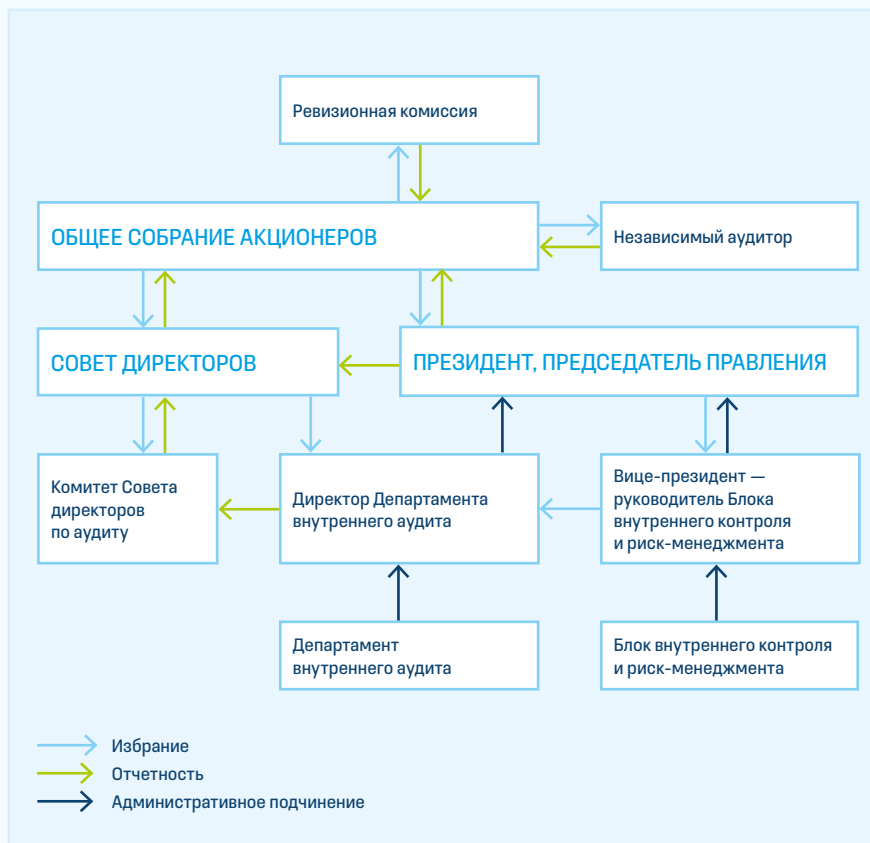 Ревизионная комиссия
ОБЩЕЕ СОБРАНИЕ АКЦИОНЕРОВ
Независимый аудитор
СОВЕТ ДИРЕКТОРОВ
ПРЕЗИДЕНТ, ПРЕДСЕДАТЕЛЬ ПРАВЛЕНИЯ
Комитет Совета
директоров
по аудиту
Директор Департамента
внутреннего аудита
Вице-президент —
руководитель Блока
внутреннего контроля
и риск-менеджмента
Департамент
внутреннего аудита
Блок внутреннего контроля
и риск-менеджмента
Избрание
Отчетность
Административное подчинение